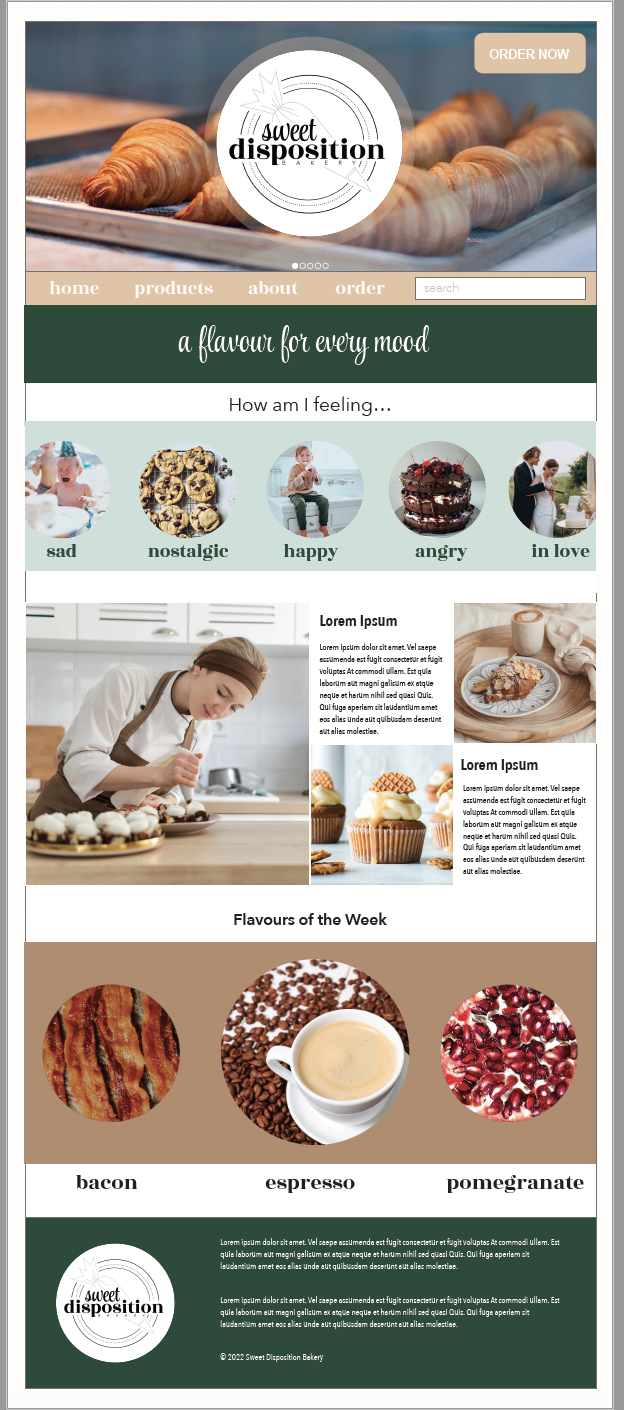 ORDER NOW
sweet
disposition
BAKERY
home products about order search
a flavour for every mood
How am I feeling...
sad nostalgic happy angry in love
Lorem Ipsum
Lorem ipsum dolor sit amet. Vel saepe
assumenda est fugit consectetur et fugit
voluptas At commodi ullam. Est quia
laborum aut magni galisum ex atque
neque et harum nihil sed quasi Quis.
Qui fuga aperiam sit laudantium amet
eos alias unde aut quibusdam deserunt
aut alias molestiae.
Lorem Ipsum
Lorem ipsum dolor sit amet. Vel saepe
assumenda est fugit consectetur et fugit
voluptas At commodi ullam. Est quia
laborum aut magni galisum ex atque
neque et harum nihil sed quasi Quis.
Qui fuga aperiam sit laudantium amet
eos alias unde aut quibusdam deserunt
aut alias molestiae.
Flavours of the Week
bacon espresso pomegranate
sweet
disposition
BAKERY
Lorem ipsum dolor sit amet. Vel saepe assumenda est fugit consectetur et fugit voluptas At commodi ullam. Est
quia laborum aut magni galisum ex atque neque et harum nihil sed quasi Quis. Qui fuga aperiam sit
laudantium amet eos alias unde aut quibusdam deserunt aut alias molestiae.
Lorem ipsum dolor sit amet. Vel saepe assumenda est fugit consectetur et fugit voluptas At commodi ullam. Est
quia laborum aut magni galisum ex atque neque et harum nihil sed quasi Quis. Qui fuga aperiam sit
laudantium amet eos alias unde aut quibusdam deserunt aut alias molestiae.
© 2022 Sweet Disposition Bakery